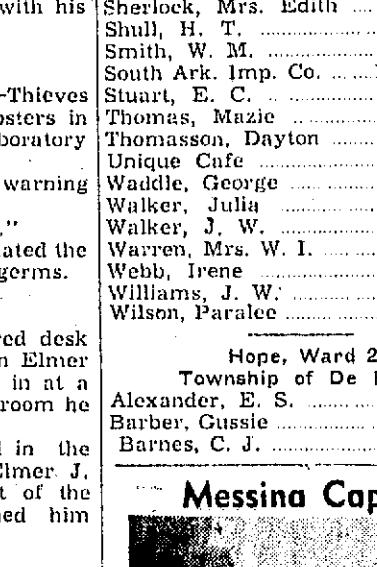 with his
-Thieves
bsters in
boratory
warning
."
ated the
germs.
red desk
n Elmer
in at a
room he
in the
Elmer J.
t of the
ned him
Sherlock, Mrs. Edith ....
Shull, H. T. ....................
Smith, W. M. ....................
South Ark. Imp. Co. .......
Stuart, E. C. ....................
Thomas, Mazie ..................
Thomasson, Dayton .........
Unique Cafe ....................
Waddle, George ................
Walker, Julia ..................
Walker, J. W. ..................
Warren, Mrs. W. I. .........
Webb, Irene ....................
Williams, J. W. ................
Wilson, Paralee ................
Hope, Ward 2
Township of De
Alexander, E. S. .............
Barber, Gussie ................
Barnes, C. J. ..................
Messina Cap